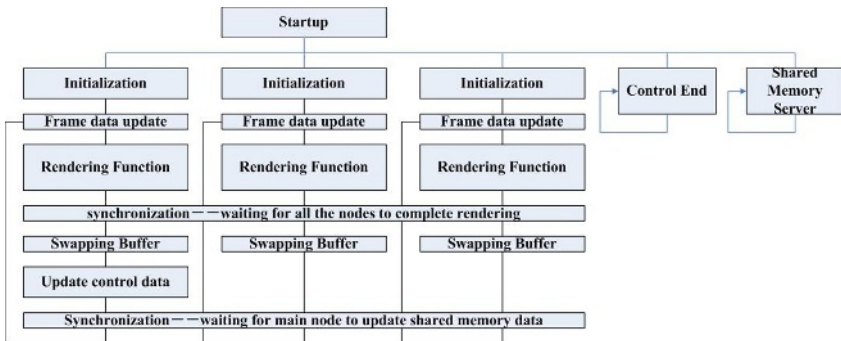 Startup
Initialization
Initialization
Initialization
Control End
Shared
Memory
Server
Frame data update
Frame data update
Frame data update
Rendering Function
Rendering Function
Rendering Function
synchronization——waiting for all the nodes to complete rendering
Swapping Buffer
Swapping Buffer
Swapping Buffer
Update control data
Synchronization——waiting for main node to update shared memory data